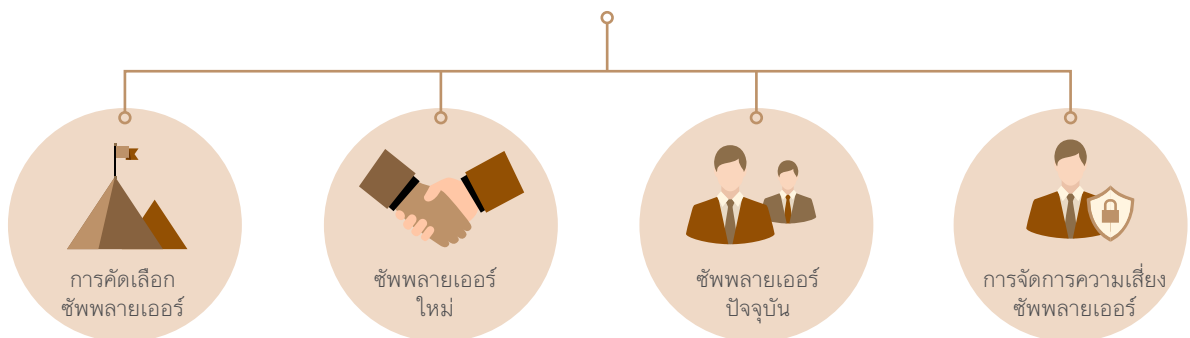 การคัดเลือก
ซัพพลายเออร์
ซัพพลายเออร์
ใหม่
ซัพพลายเออร์
ปัจจุบัน
การจัดการความเสี่ยง
ซัพพลายเออร์